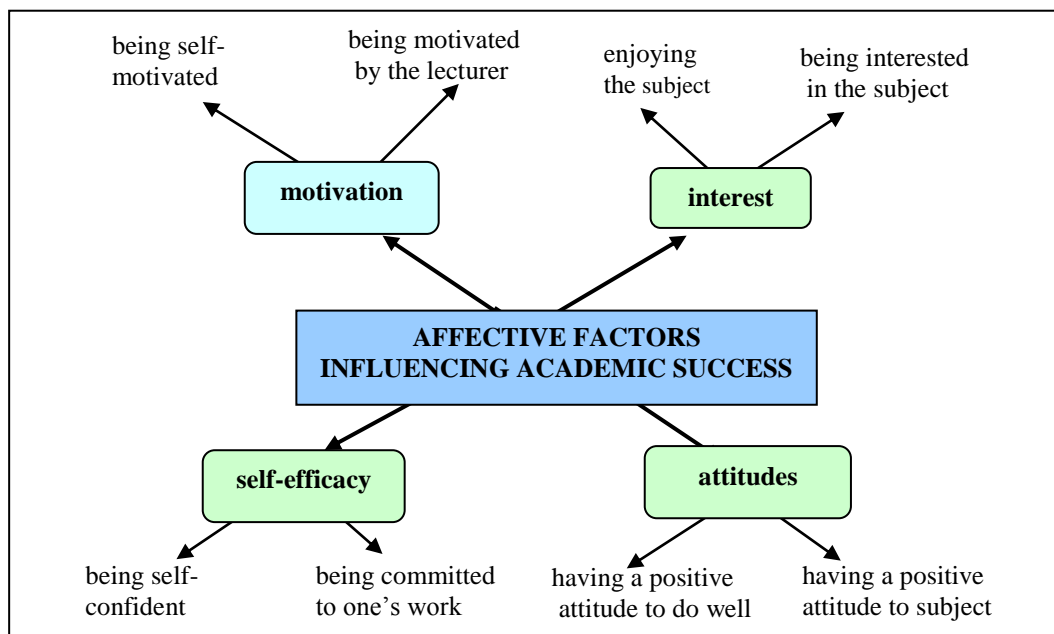 being self-
motivated
being motivated
by the lecturer
enjoying
the subject
being interested
in the subject
motivation
interest
AFFECTIVE FACTORS
INFLUENCING ACADEMIC SUCCESS
self-efficacy
attitudes
being self-
confident
being committed
to one’s work
having a positive
attitude to do well
having a positive
attitude to subject